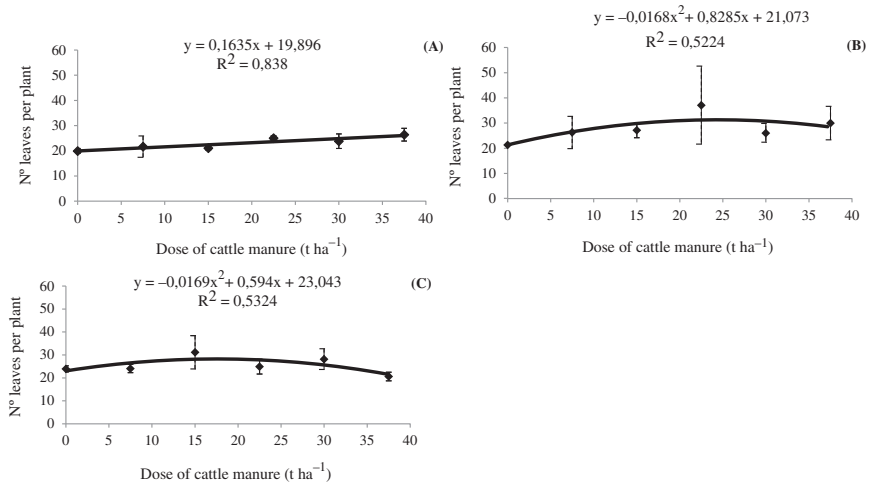 y = 0,1635x + 19,896
R² = 0,838
(A)
Nº leaves per plant
60
50
40
30
20
10
0
0 5 10 15 20 25 30 35 40
Dose of cattle manure (t ha⁻¹)
y = –0,0168x²+ 0,8285x + 21,073
R² = 0,5224
(B)
Nº leaves per plant
60
50
40
30
20
10
0
0 5 10 15 20 25 30 35 40
Dose of cattle manure (t ha⁻¹)
y = –0,0169x²+ 0,594x + 23,043
R² = 0,5324
(C)
Nº leaves per plant
60
50
40
30
20
10
0
0 5 10 15 20 25 30 35 40
Dose of cattle manure (t ha⁻¹)